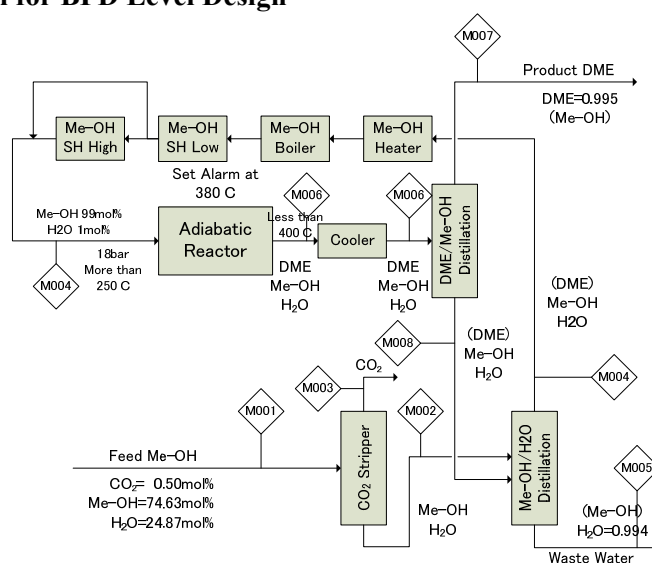 n for BFD Level Design
M007
Product DME
DME=0.995
(Me-OH)
Me-OH
SH High
Me-OH
SH Low
Me-OH
Boiler
Me-OH
Heater
Set Alarm at
380 C
M006
M006
Me-OH 99mol%
H2O 1mol%
Adiabatic
Reactor
Less than
400 C
Cooler
DME/Me-OH
Distillation
18bar
More than
250 C
M004
DME
Me-OH
H₂O
DME
Me-OH
H₂O
(DME)
Me-OH
H2O
M008
(DME)
Me-OH
H₂O
CO₂
M003
M004
M001
M002
Feed Me-OH
CO₂= 0.50mol%
Me-OH=74.63mol%
H₂O=24.87mol%
CO₂ Stripper
Me-OH/H2O
Distillation
M005
Me-OH
H₂O
(Me-OH)
H₂O=0.994
Waste Water